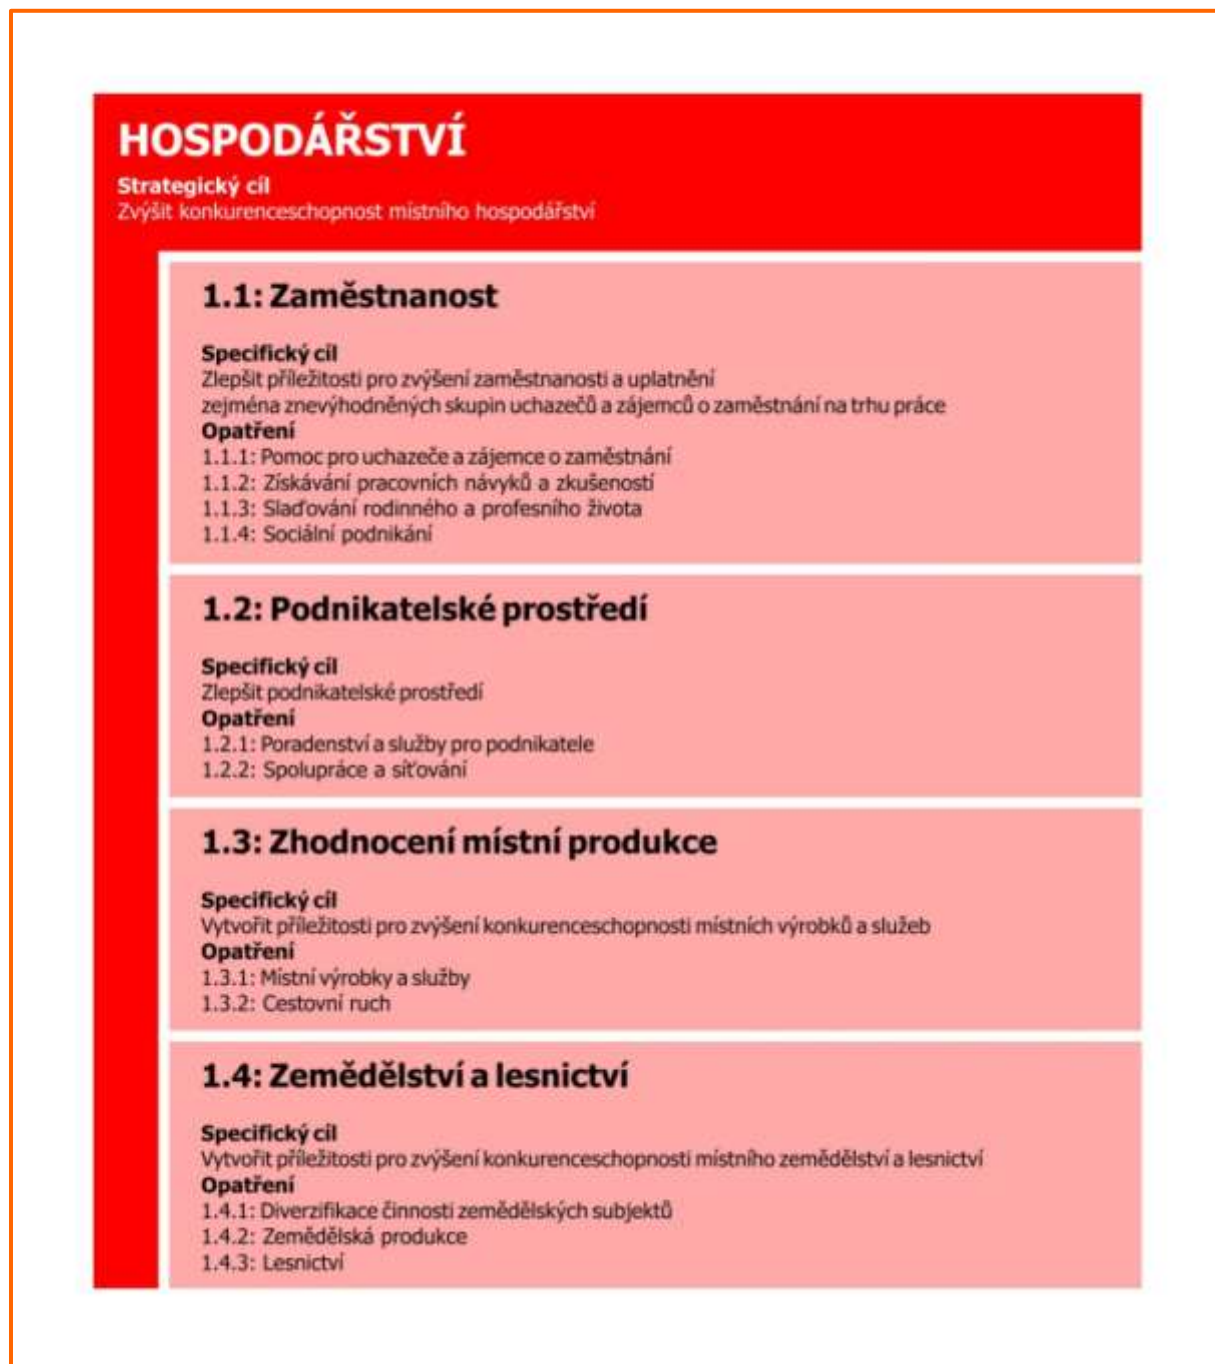 HOSPODÁŘSTVÍ
Strategický cíl
Zvýšit konkurenceschopnost místního hospodářství
1.1: Zaměstnanost
Specifický cíl
Zlepšit příležitosti pro zvýšení zaměstnanosti a uplatnění
zejména znevýhodněných skupin uchazečů a zájemců o zaměstnání na trhu práce
Opatření
1.1.1: Pomoc pro uchazeče a zájemce o zaměstnání
1.1.2: Získávání pracovních návyků a zkušeností
1.1.3: Slaďování rodinného a profesního života
1.1.4: Sociální podnikání
1.2: Podnikatelské prostředí
Specifický cíl
Zlepšit podnikatelské prostředí
Opatření
1.2.1: Poradenství a služby pro podnikatele
1.2.2: Spolupráce a síťování
1.3: Zhodnocení místní produkce
Specifický cíl
Vytvořit příležitosti pro zvýšení konkurenceschopnosti místních výrobků a služeb
Opatření
1.3.1: Místní výrobky a služby
1.3.2: Cestovní ruch
1.4: Zemědělství a lesnictví
Specifický cíl
Vytvořit příležitosti pro zvýšení konkurenceschopnosti místního zemědělství a lesnictví
Opatření
1.4.1: Diverzifikace činnosti zemědělských subjektů
1.4.2: Zemědělská produkce
1.4.3: Lesnictví